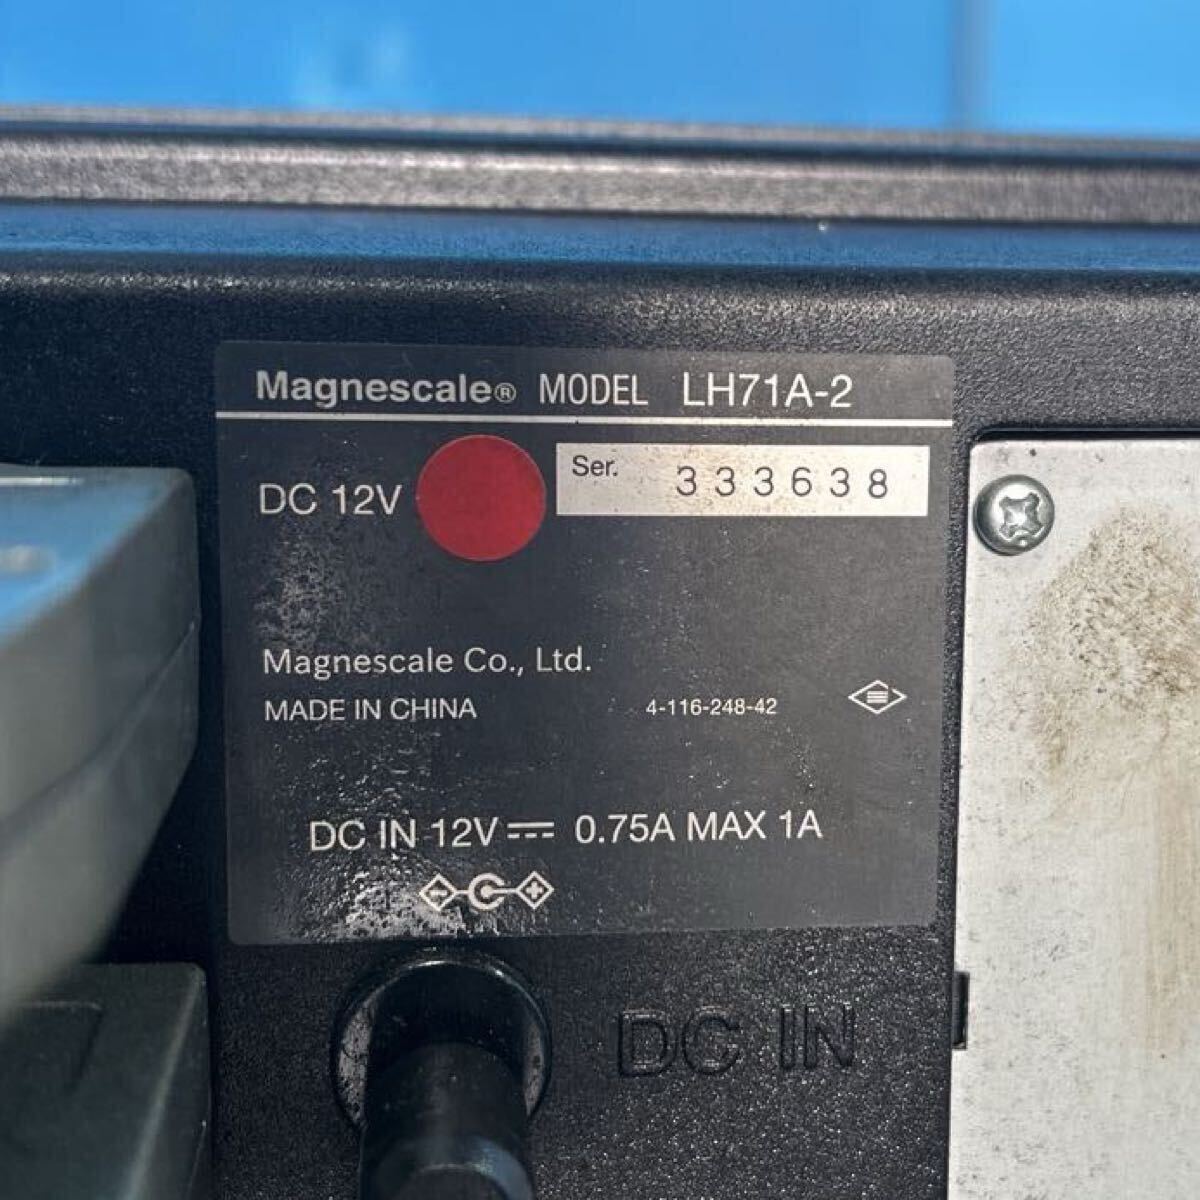 Magnescale® MODEL LH71A-2
DC 12V
Ser. 333638
Magnescale Co., Ltd.
MADE IN CHINA 4-116-248-42
DC IN 12V⎓ 0.75A MAX 1A
DC IN